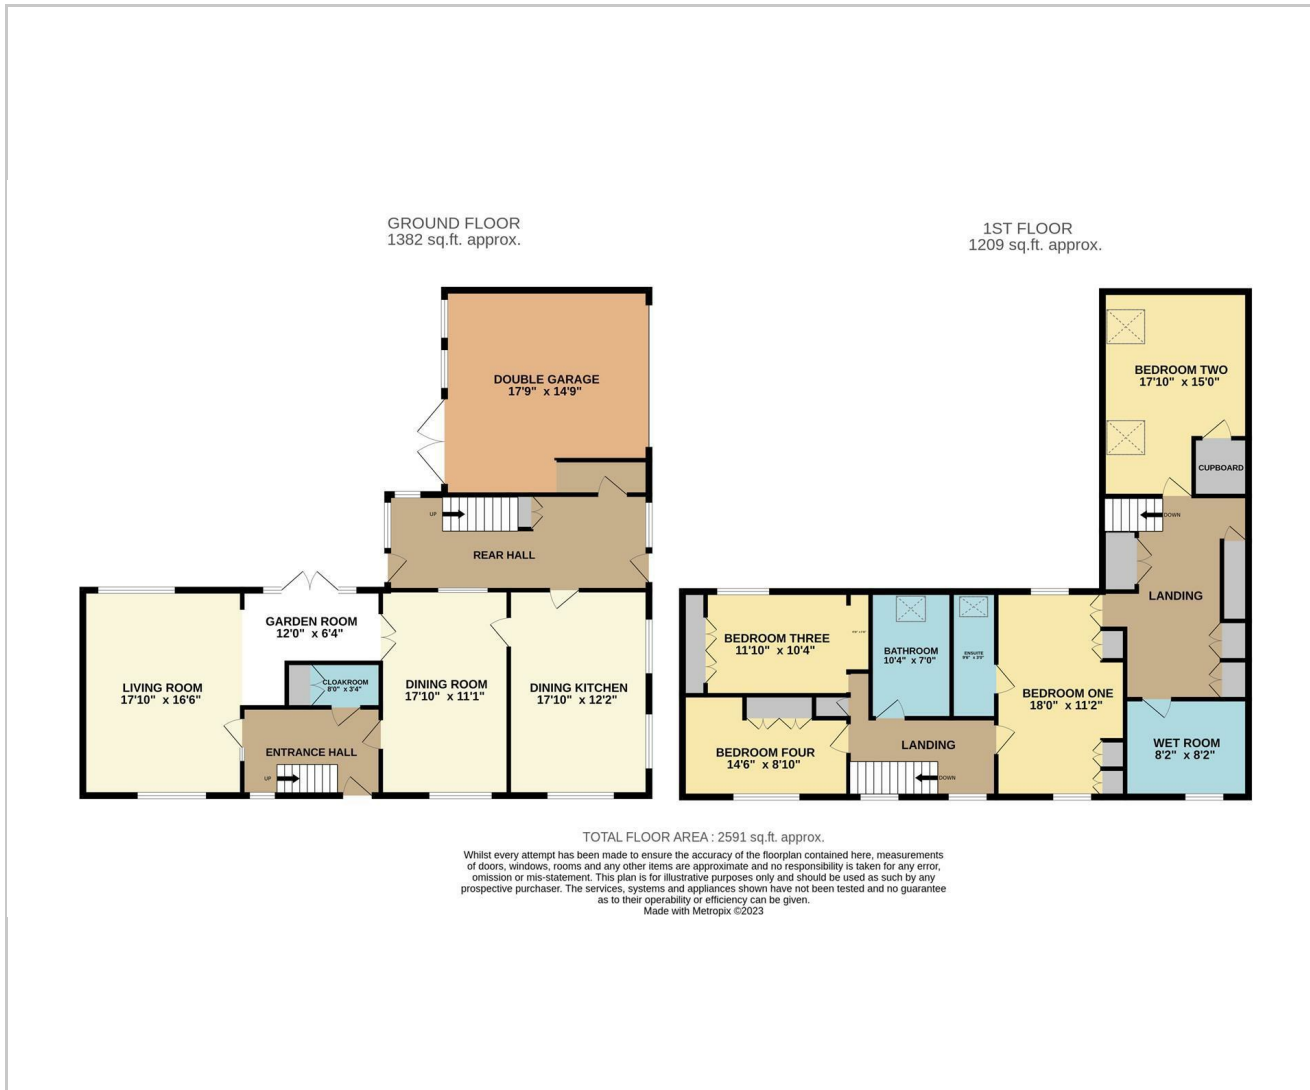 GROUND FLOOR
1382 sq.ft. approx.
DOUBLE GARAGE
17'9" x 14'9"
UP
REAR HALL
GARDEN ROOM
12'0" x 6'4"
CLOAKROOM
8'0" x 3'4"
LIVING ROOM
17'10" x 16'6"
DINING ROOM
17'10" x 11'1"
DINING KITCHEN
17'10" x 12'2"
ENTRANCE HALL
UP
1ST FLOOR
1209 sq.ft. approx.
BEDROOM TWO
17'10" x 15'0"
CUPBOARD
DOWN
LANDING
BEDROOM THREE
11'10" x 10'4"
BATHROOM
10'4" x 7'0"
ENSUITE
BEDROOM ONE
18'0" x 11'2"
BEDROOM FOUR
14'6" x 8'10"
LANDING
DOWN
WET ROOM
8'2" x 8'2"
TOTAL FLOOR AREA : 2591 sq.ft. approx.
Whilst every attempt has been made to ensure the accuracy of the floorplan contained here, measurements
of doors, windows, rooms and any other items are approximate and no responsibility is taken for any error,
omission or mis-statement. This plan is for illustrative purposes only and should be used as such by any
prospective purchaser. The services, systems and appliances shown have not been tested and no guarantee
as to their operability or efficiency can be given.
Made with Metropix ©2023